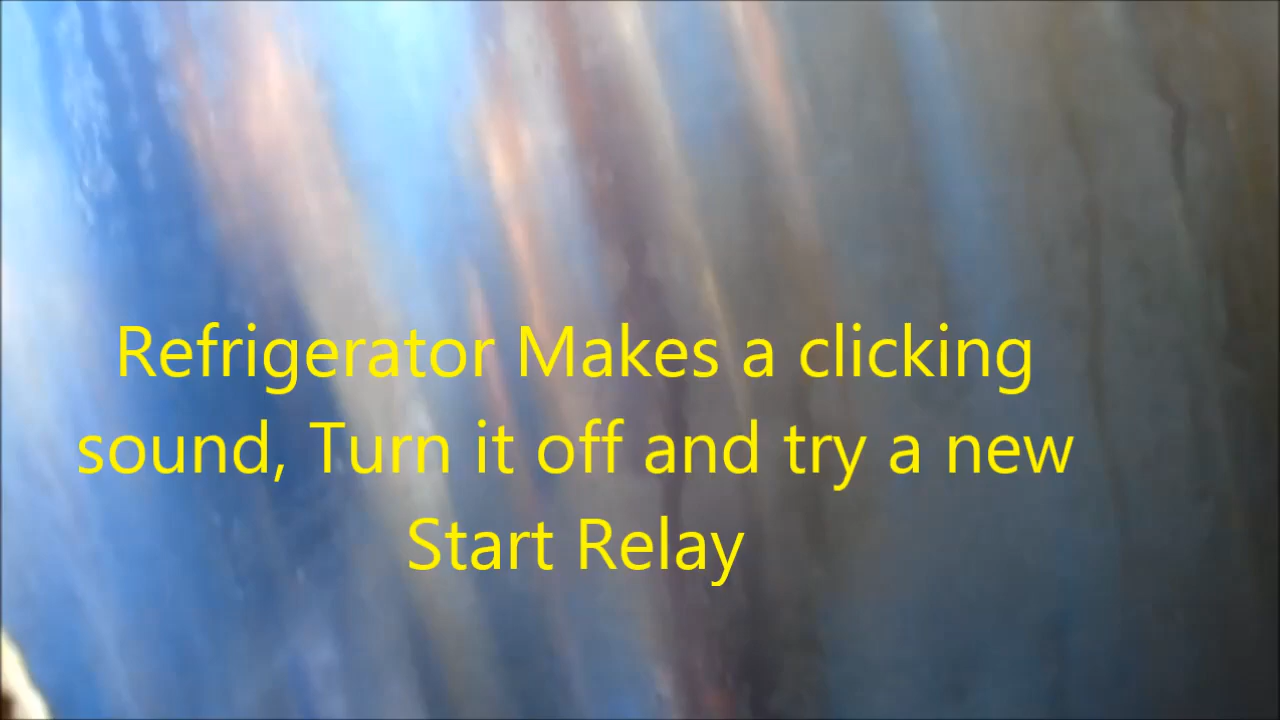 Refrigerator Makes a clicking
sound, Turn it off and try a new
Start Relay